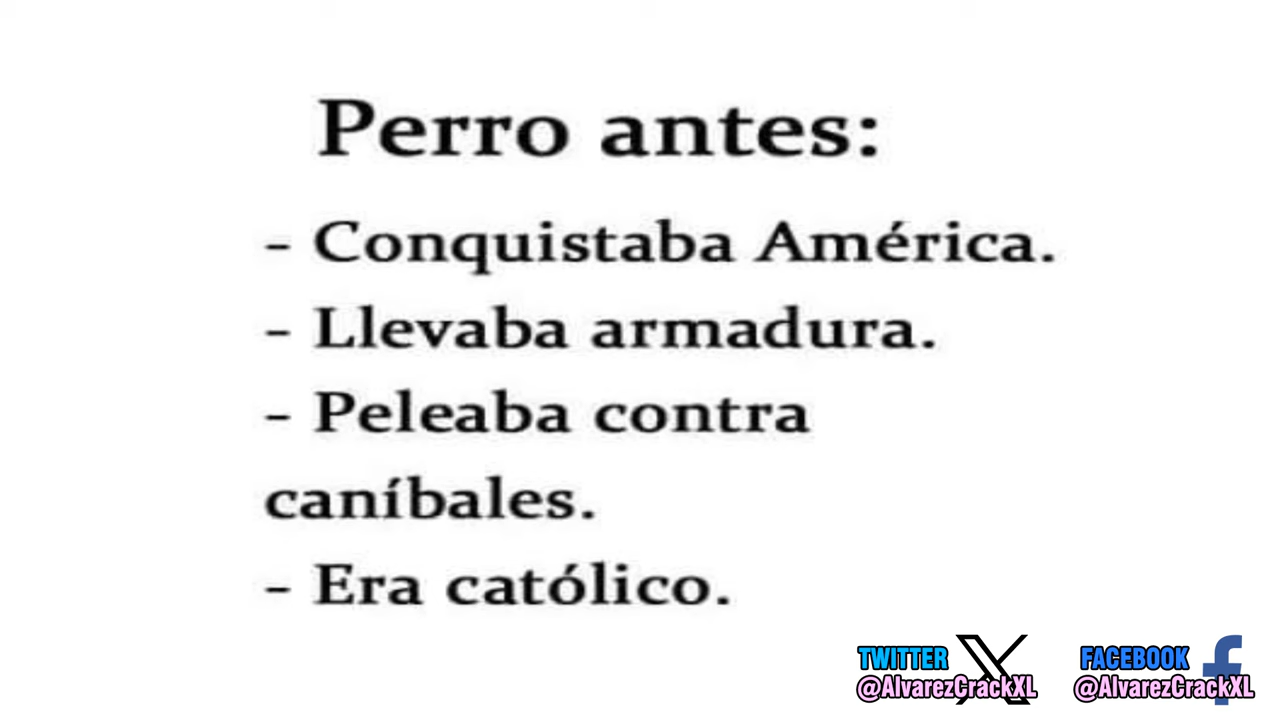 Perro antes:
- Conquistaba América.
- Llevaba armadura.
- Peleaba contra
caníbales.
- Era católico.
TWITTER
@AlvarezCrackXL
FACEBOOK
@AlvarezCrackXL